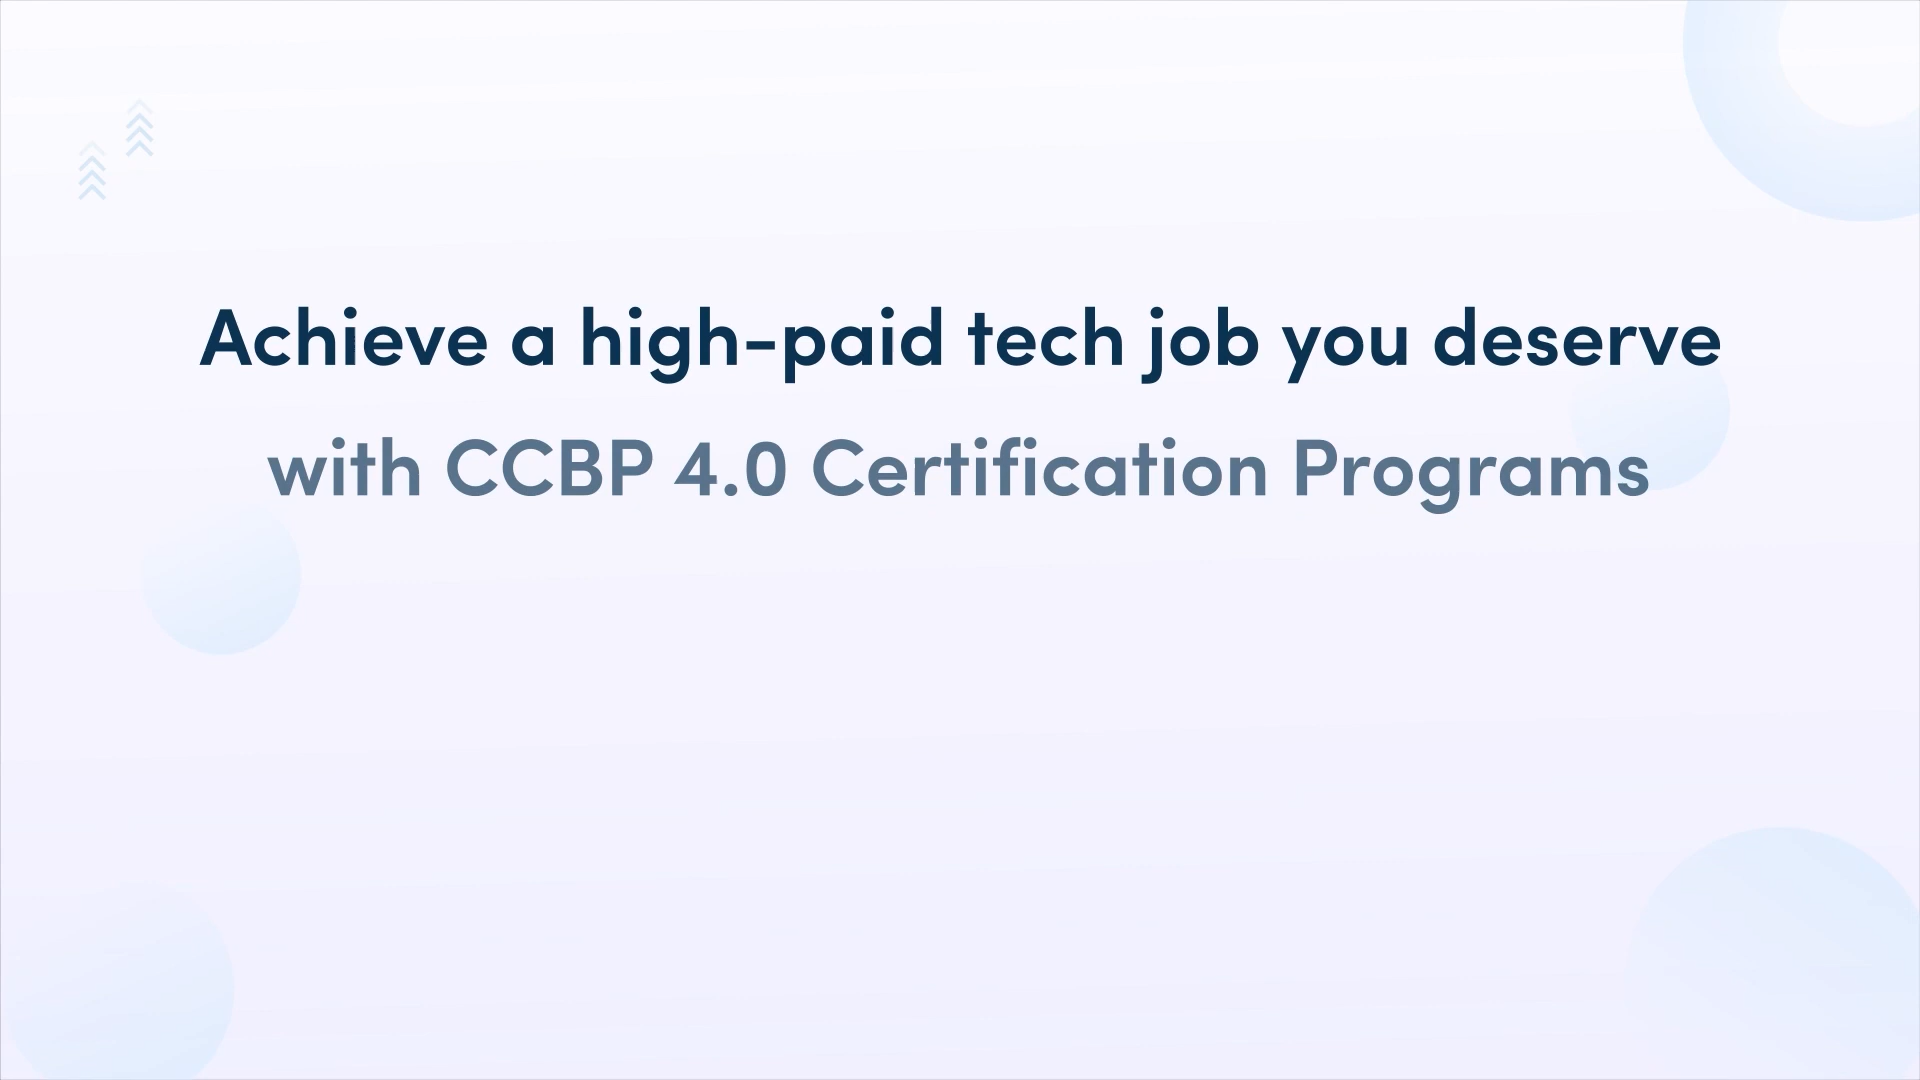 Achieve a high-paid tech job you deserve
with CCBP 4.0 Certification Programs